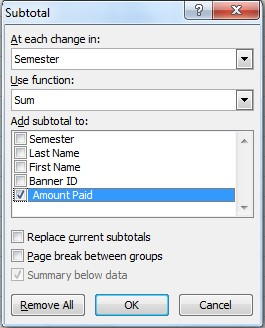 Subtotal
At each change in:
Semester
Use function:
Sum
Add subtotal to:
Semester
Last Name
First Name
Banner ID
Amount Paid
Replace current subtotals
Page break between groups
Summary below data
Remove All OK Cancel